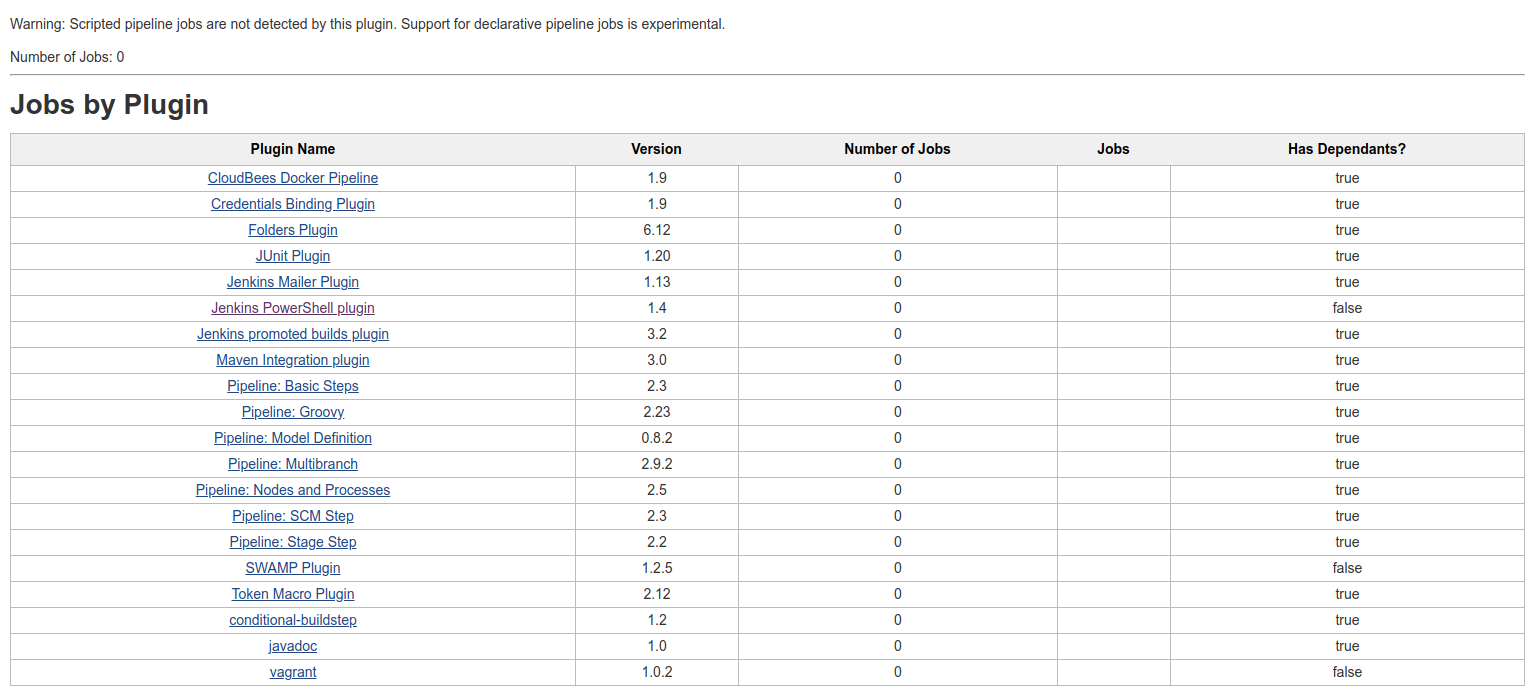 Warning: Scripted pipeline jobs are not detected by this plugin. Support for declarative pipeline jobs is experimental.
Number of Jobs: 0
Jobs by Plugin
Plugin Name Version Number of Jobs Jobs Has Dependants?
CloudBees Docker Pipeline 1.9 0 true
Credentials Binding Plugin 1.9 0 true
Folders Plugin 6.12 0 true
JUnit Plugin 1.20 0 true
Jenkins Mailer Plugin 1.13 0 true
Jenkins PowerShell plugin 1.4 0 false
Jenkins promoted builds plugin 3.2 0 true
Maven Integration plugin 3.0 0 true
Pipeline: Basic Steps 2.3 0 true
Pipeline: Groovy 2.23 0 true
Pipeline: Model Definition 0.8.2 0 true
Pipeline: Multibranch 2.9.2 0 true
Pipeline: Nodes and Processes 2.5 0 true
Pipeline: SCM Step 2.3 0 true
Pipeline: Stage Step 2.2 0 true
SWAMP Plugin 1.2.5 0 false
Token Macro Plugin 2.12 0 true
conditional-buildstep 1.2 0 true
javadoc 1.0 0 true
vagrant 1.0.2 0 false